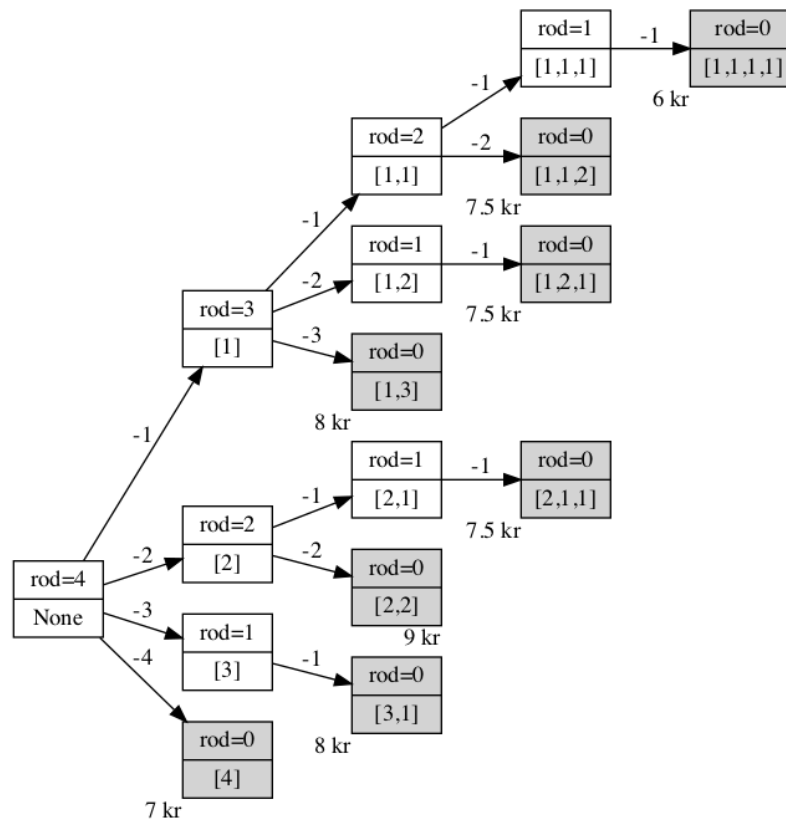 rod=1
[1,1,1]
-1
rod=0
[1,1,1,1]
6 kr
-1
rod=2
[1,1]
-2
rod=0
[1,1,2]
7.5 kr
-1
rod=1
[1,2]
-1
rod=0
[1,2,1]
7.5 kr
-2
rod=3
[1]
-3
rod=0
[1,3]
8 kr
-1
rod=1
[2,1]
-1
rod=0
[2,1,1]
7.5 kr
-1
rod=2
[2]
-2
rod=0
[2,2]
9 kr
-2
rod=4
None
-3
rod=1
[3]
-1
rod=0
[3,1]
8 kr
-4
rod=0
[4]
7 kr